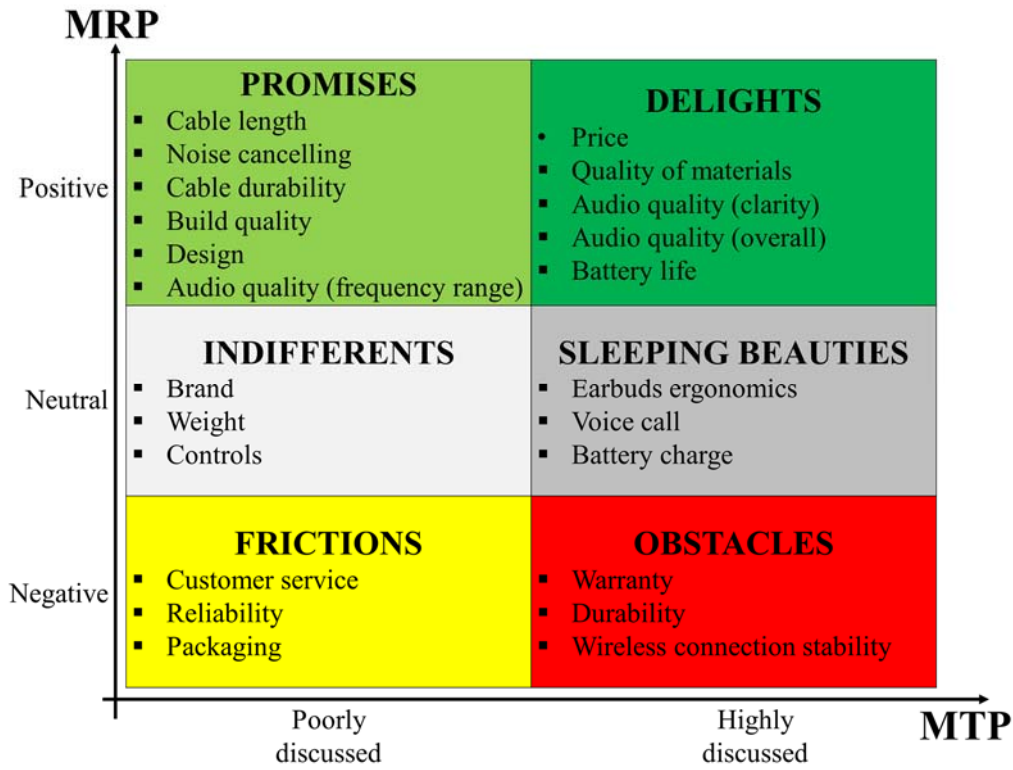 MRP
PROMISES
▪ Cable length
▪ Noise cancelling
▪ Cable durability
▪ Build quality
▪ Design
▪ Audio quality (frequency range)
DELIGHTS
• Price
▪ Quality of materials
▪ Audio quality (clarity)
▪ Audio quality (overall)
▪ Battery life
Positive
INDIFFERENTS
▪ Brand
▪ Weight
▪ Controls
SLEEPING BEAUTIES
▪ Earbuds ergonomics
▪ Voice call
▪ Battery charge
Neutral
FRICTIONS
▪ Customer service
▪ Reliability
▪ Packaging
OBSTACLES
▪ Warranty
▪ Durability
▪ Wireless connection stability
Negative
Poorly
discussed
Highly
discussed
MTP